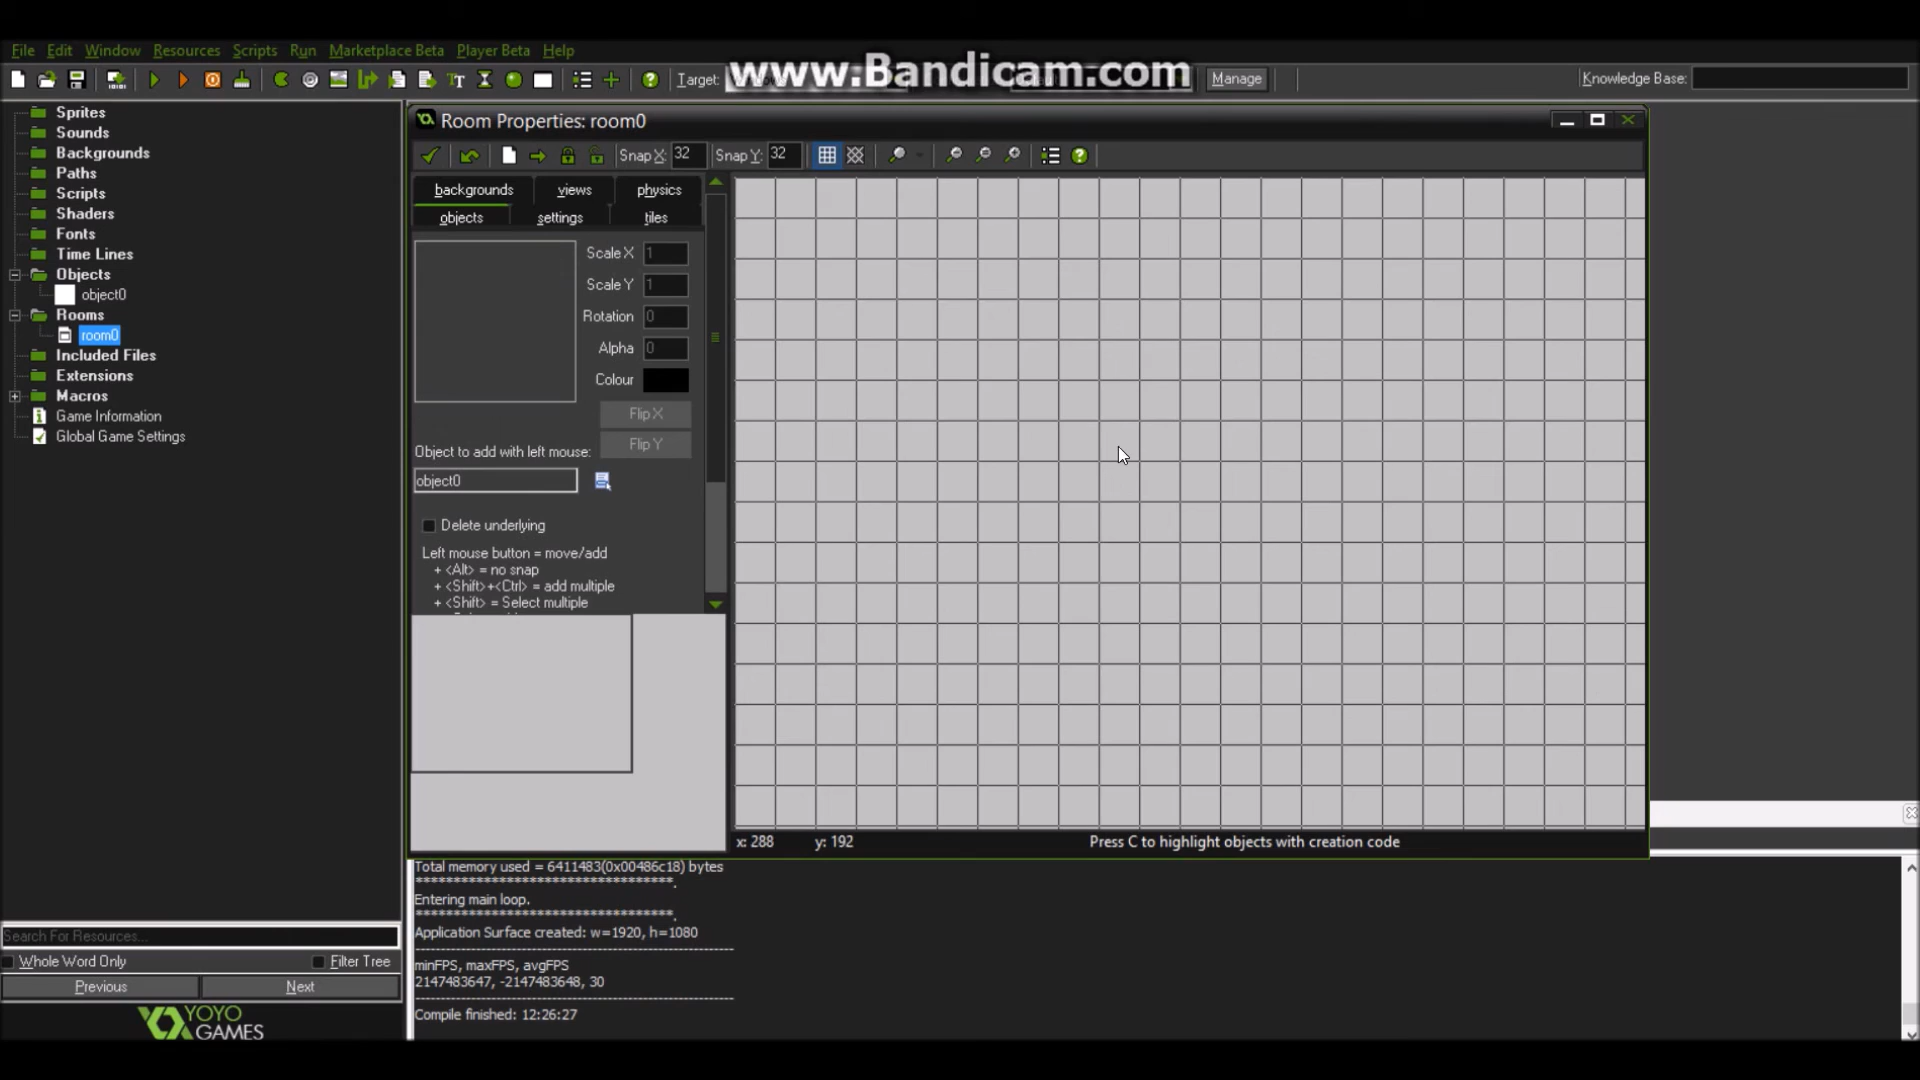 File Edit Window Resources Scripts Run Marketplace Beta Player Beta Help
Target: www.Bandicam.com Manage Knowledge Base:
Sprites
Sounds
Backgrounds
Paths
Scripts
Shaders
Fonts
Time Lines
Objects
object0
Rooms
room0
Included Files
Extensions
Macros
Game Information
Global Game Settings
Search For Resources...
Whole Word Only Filter Tree
Previous Next
YOYO
GAMES
Room Properties: room0
Snap X: 32 Snap Y: 32
backgrounds views physics
objects settings tiles
Scale X 1
Scale Y 1
Rotation 0
Alpha 0
Colour
Flip X
Flip Y
Object to add with left mouse:
object0
Delete underlying
Left mouse button = move/add
+ <Alt> = no snap
+ <Shift>+<Ctrl> = add multiple
+ <Shift> = Select multiple
x: 288 y: 192 Press C to highlight objects with creation code
Total memory used = 6411483(0x00486c18) bytes
**********************************.
Entering main loop.
**********************************.
Application Surface created: w=1920, h=1080
minFPS, maxFPS, avgFPS
2147483647, -2147483648, 30
Compile finished: 12:26:27